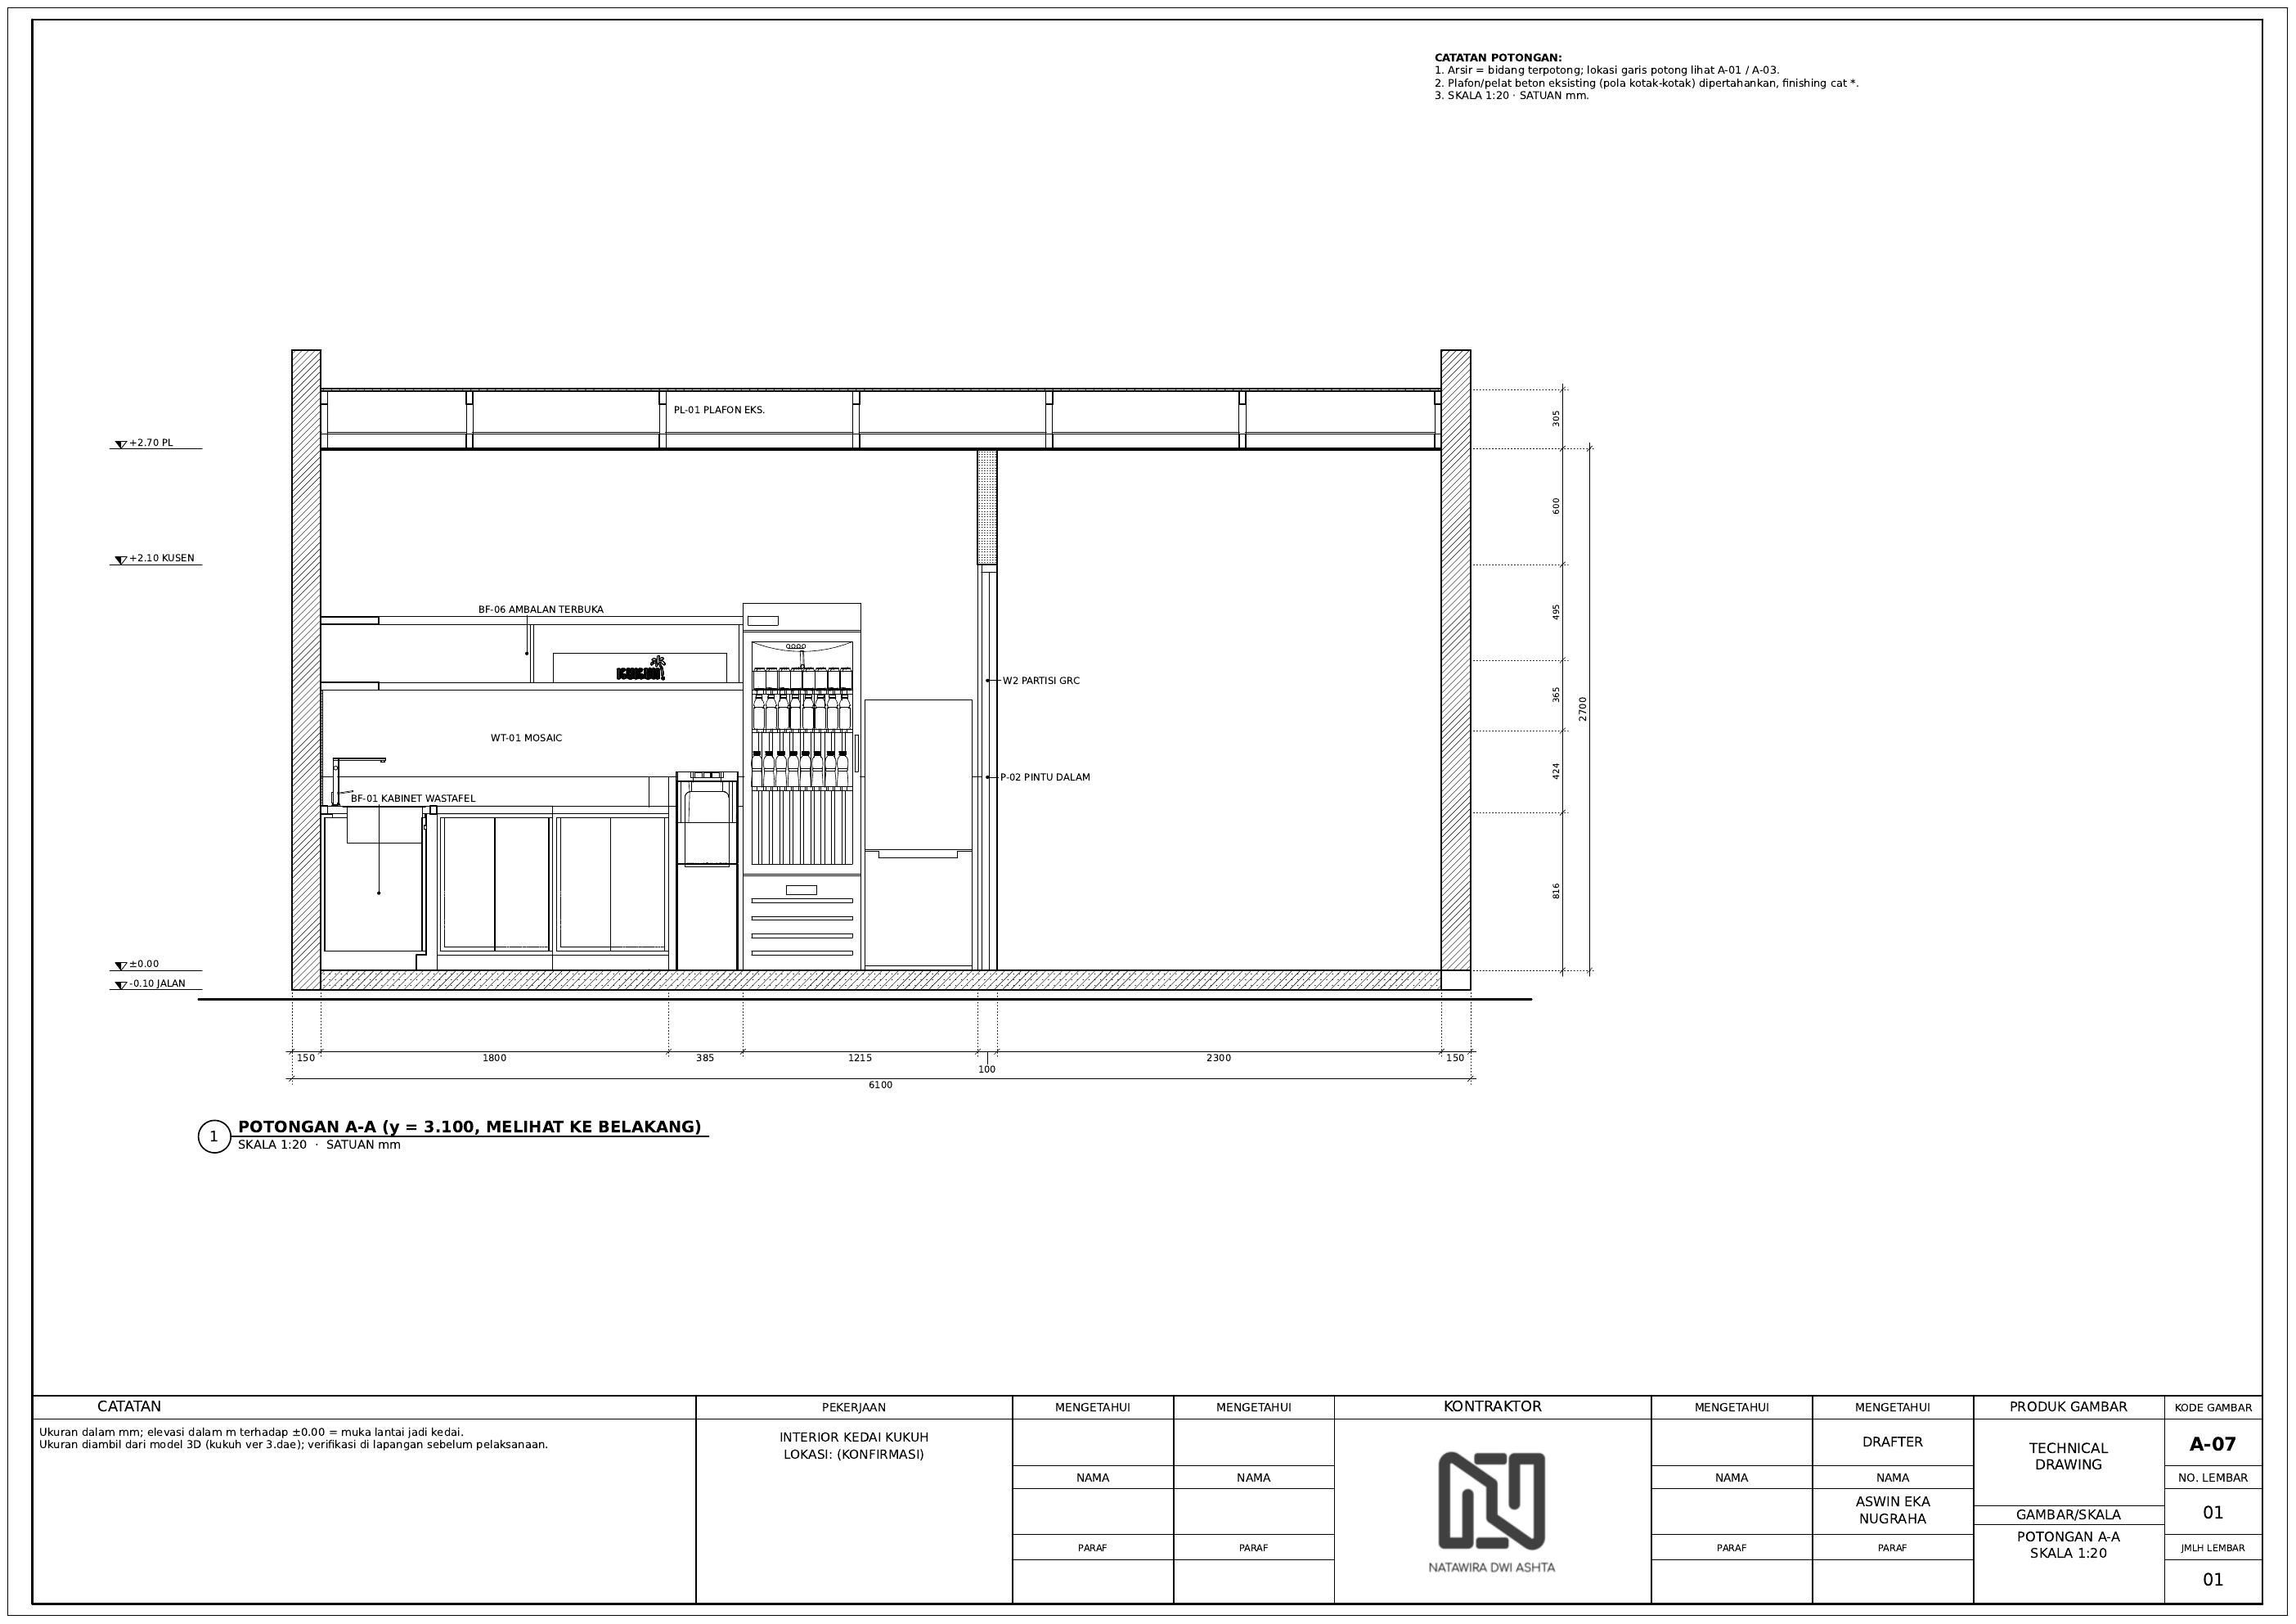 CATATAN POTONGAN:
1. Arsir = bidang terpotong; lokasi garis potong lihat A-01 / A-03.
2. Plafon/pelat beton eksisting (pola kotak-kotak) dipertahankan, finishing cat *.
3. SKALA 1:20 · SATUAN mm.
PL-01 PLAFON EKS.
305
+2.70 PL
600
+2.10 KUSEN
BF-06 AMBALAN TERBUKA
495
KUKUH
W2 PARTISI GRC
365
2700
WT-01 MOSAIC
424
P-02 PINTU DALAM
BF-01 KABINET WASTAFEL
816
±0.00
-0.10 JALAN
150 1800 385 1215 100 2300 150
6100
1
POTONGAN A-A (y = 3.100, MELIHAT KE BELAKANG)
SKALA 1:20 · SATUAN mm
CATATAN
Ukuran dalam mm; elevasi dalam m terhadap ±0.00 = muka lantai jadi kedai.
Ukuran diambil dari model 3D (kukuh ver 3.dae); verifikasi di lapangan sebelum pelaksanaan.
PEKERJAAN
INTERIOR KEDAI KUKUH
LOKASI: (KONFIRMASI)
MENGETAHUI
NAMA
PARAF
MENGETAHUI
NAMA
PARAF
KONTRAKTOR
NATAWIRA DWI ASHTA
MENGETAHUI
NAMA
PARAF
MENGETAHUI
DRAFTER
NAMA
ASWIN EKA
NUGRAHA
PARAF
PRODUK GAMBAR
TECHNICAL
DRAWING
GAMBAR/SKALA
POTONGAN A-A
SKALA 1:20
KODE GAMBAR
A-07
NO. LEMBAR
01
JMLH LEMBAR
01